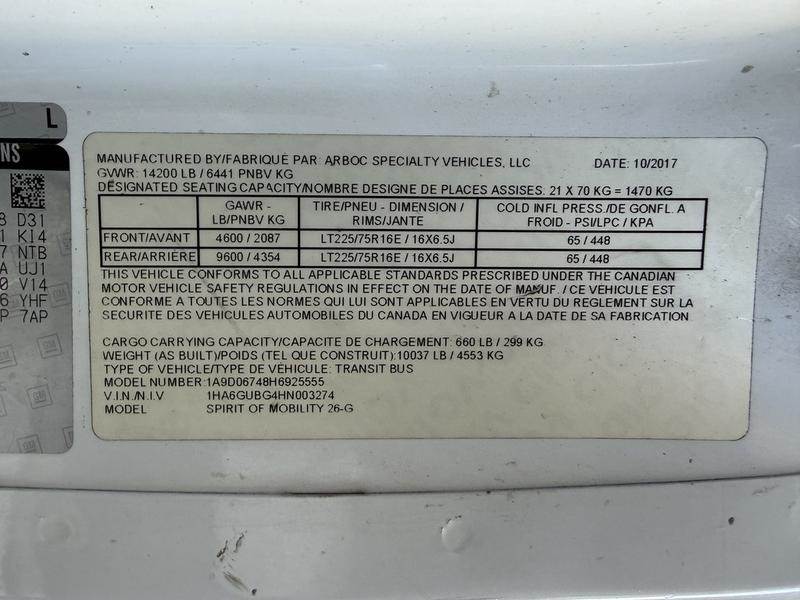 L
NS
8 D31
1 KI4
7 NTB
A UJ1
0 V14
6 YHF
P 7AP
GM
MANUFACTURED BY/FABRIQUÉ PAR: ARBOC SPECIALTY VEHICLES, LLC DATE: 10/2017
GVWR: 14200 LB / 6441 PNBV KG
DESIGNATED SEATING CAPACITY/NOMBRE DESIGNE DE PLACES ASSISES. 21 X 70 KG = 1470 KG
GAWR - LB/PNBV KG TIRE/PNEU - DIMENSION / RIMS/JANTE COLD INFL PRESS./DE GONFL. A FROID - PSI/LPC / KPA
FRONT/AVANT 4600 / 2087 LT225/75R16E / 16X6.5J 65 / 448
REAR/ARRIÈRE 9600 / 4354 LT225/75R16E / 16X6.5J 65 / 448
THIS VEHICLE CONFORMS TO ALL APPLICABLE STANDARDS PRESCRIBED UNDER THE CANADIAN
MOTOR VEHICLE SAFETY REGULATIONS IN EFFECT ON THE DATE OF MANUF. / CE VEHICULE EST
CONFORME A TOUTES LES NORMES QUI LUI SONT APPLICABLES EN VERTU DU REGLEMENT SUR LA
SECURITE DES VEHICULES AUTOMOBILES DU CANADA EN VIGUEUR A LA DATE DE SA FABRICATION
CARGO CARRYING CAPACITY/CAPACITE DE CHARGEMENT: 660 LB / 299 KG
WEIGHT (AS BUILT)/POIDS (TEL QUE CONSTRUIT):10037 LB / 4553 KG
TYPE OF VEHICLE/TYPE DE VEHICULE: TRANSIT BUS
MODEL NUMBER:1A9D06748H6925555
V.I.N./N.I.V 1HA6GUBG4HN003274
MODEL SPIRIT OF MOBILITY 26-G